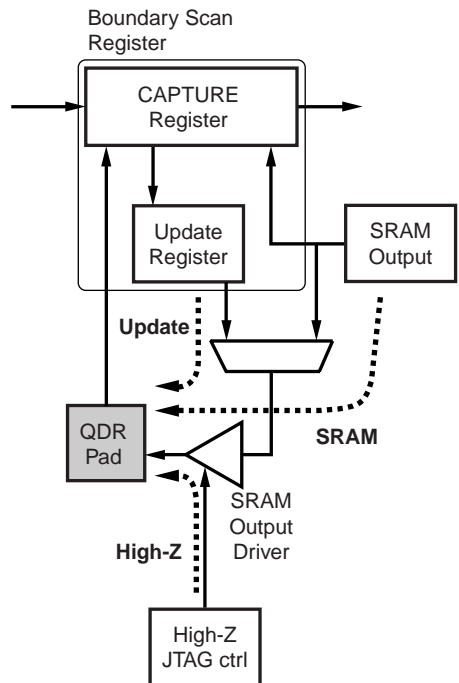 Boundary Scan
Register
CAPTURE
Register
Update
Register
SRAM
Output
Update
SRAM
QDR
Pad
SRAM
Output
Driver
High-Z
High-Z
JTAG ctrl